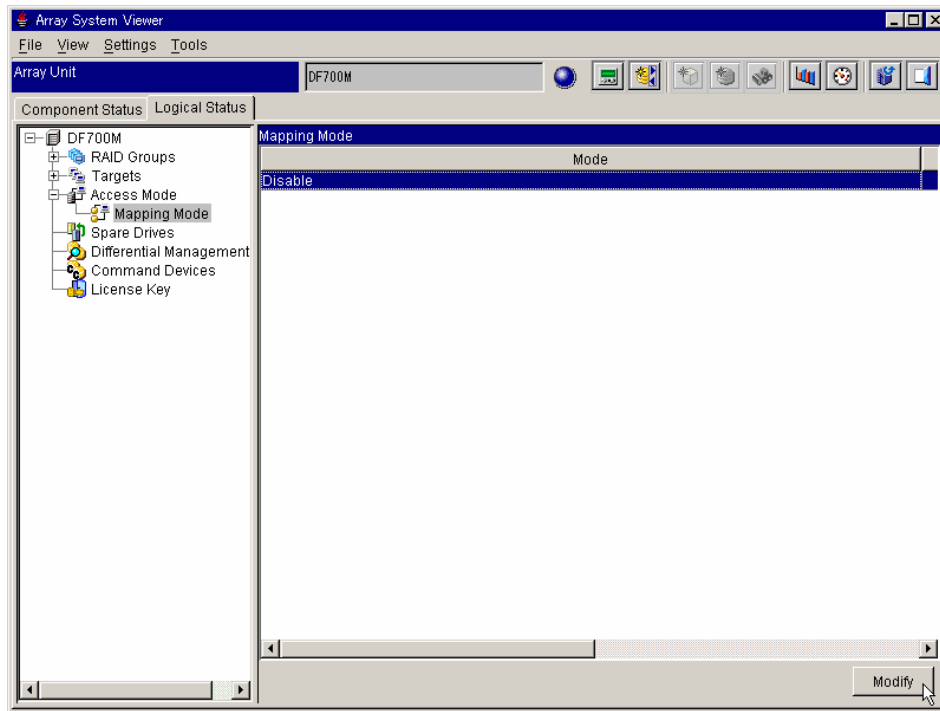 Array System Viewer
File View Settings Tools
Array Unit
DF700M
Component Status Logical Status
DF700M
RAID Groups
Targets
Access Mode
Mapping Mode
Spare Drives
Differential Management
Command Devices
License Key
Mapping Mode
Mode
Disable
Modify